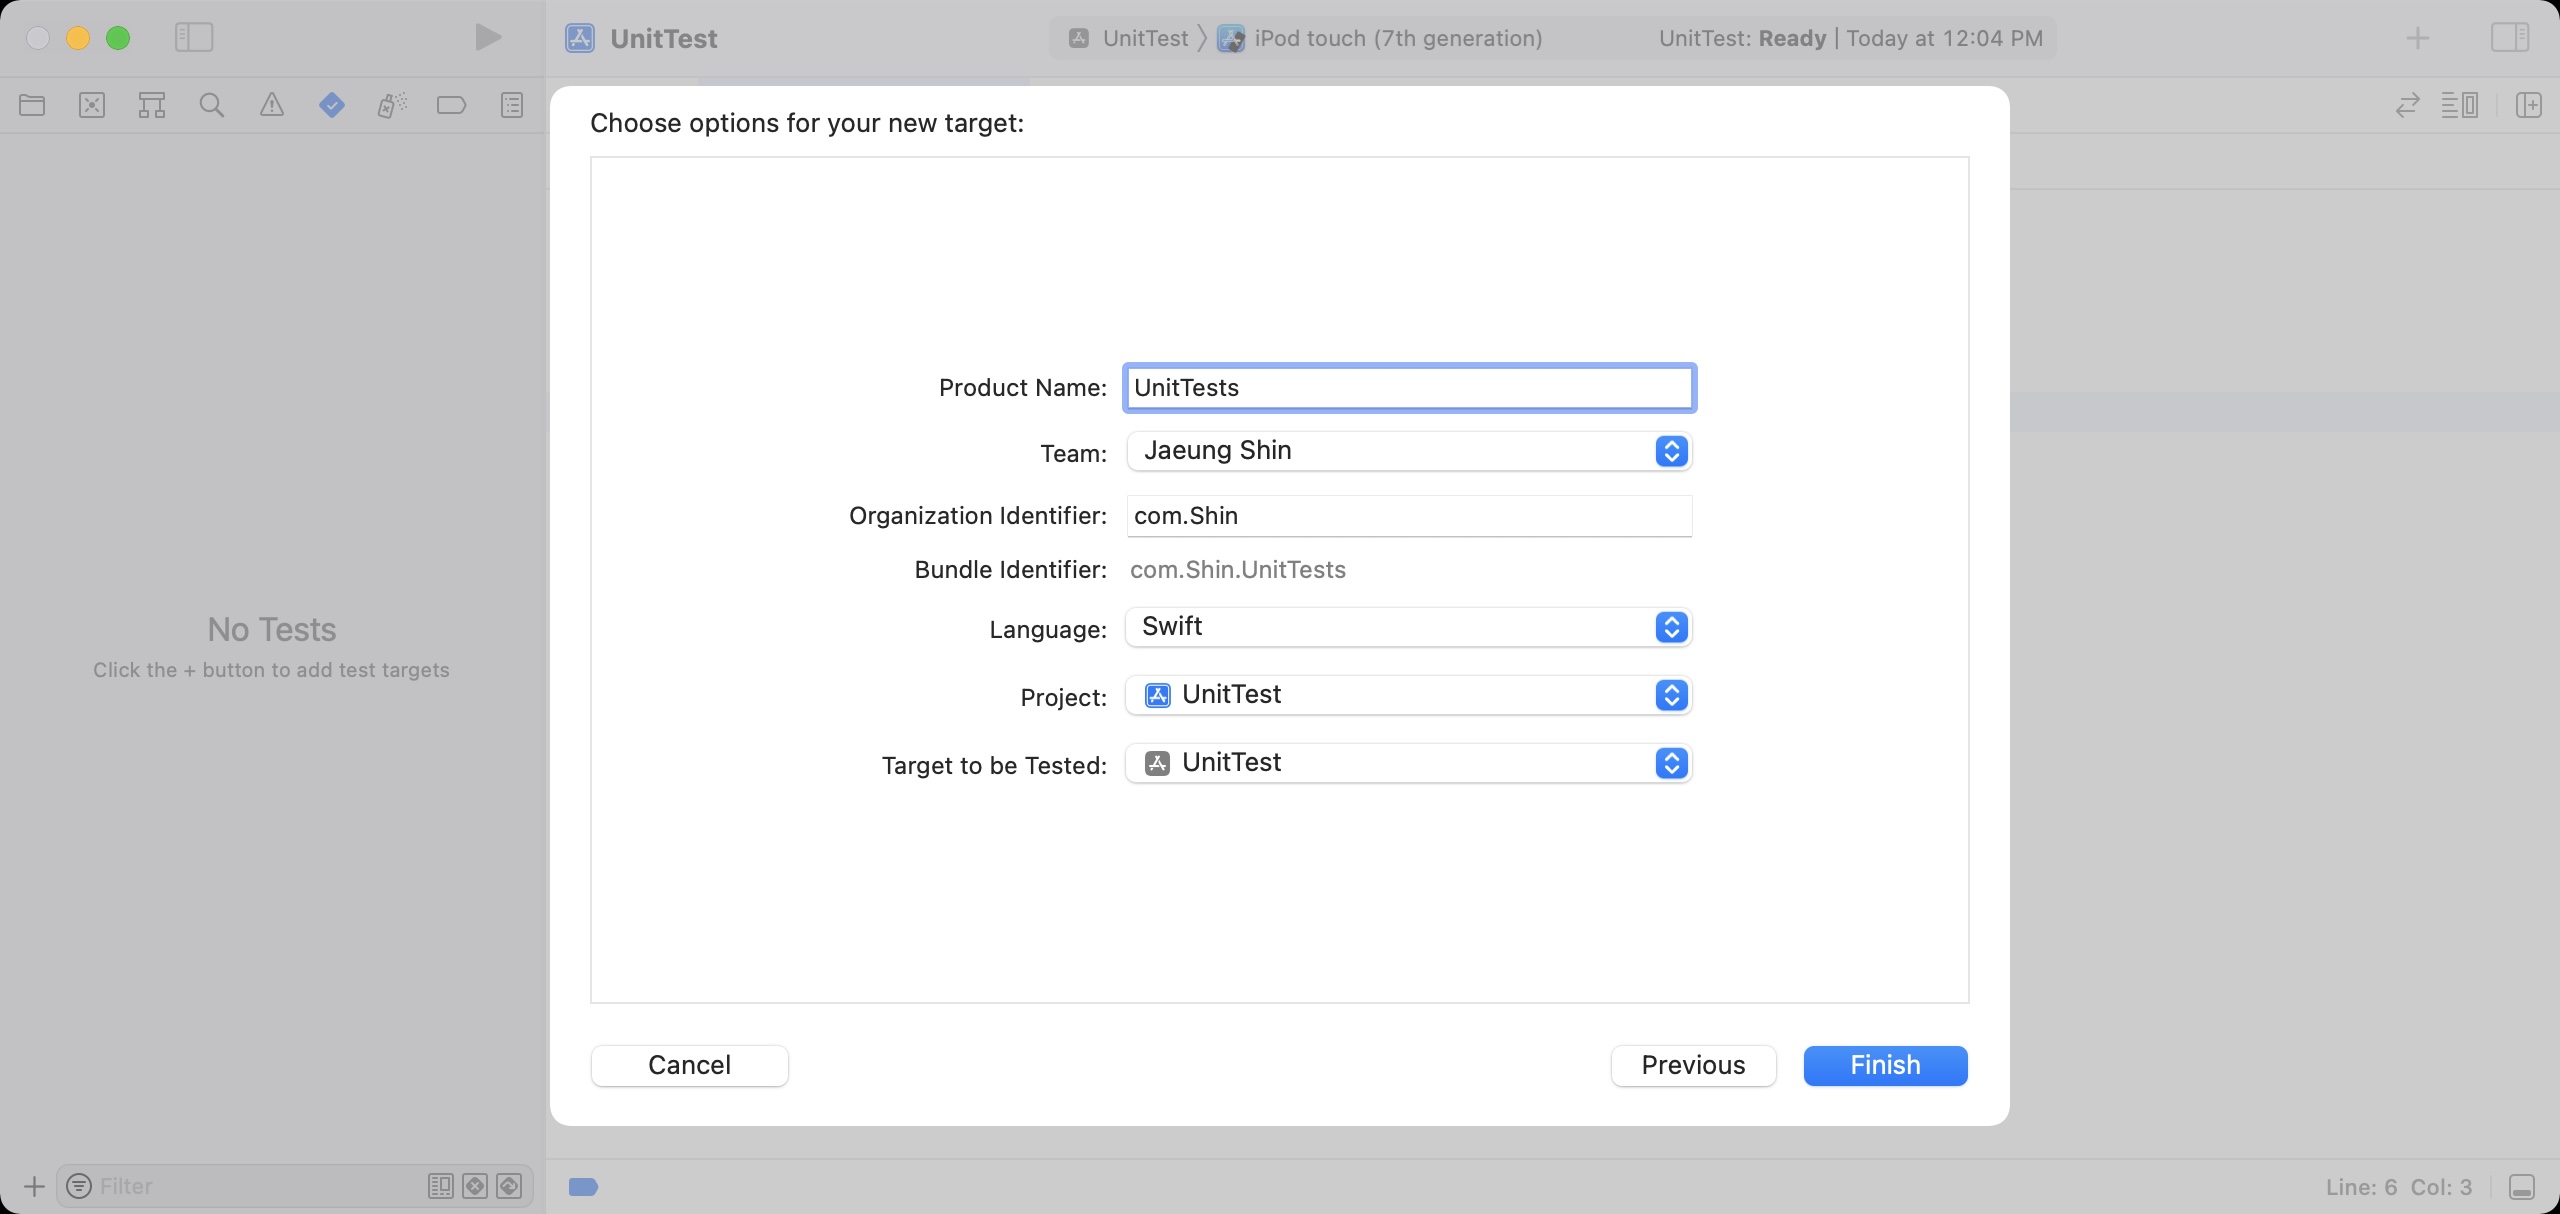 UnitTest
UnitTest
iPod touch (7th generation)
UnitTest: Ready | Today at 12:04 PM
Choose options for your new target:
Product Name: UnitTests
Team: Jaeung Shin
Organization Identifier: com.Shin
Bundle Identifier: com.Shin.UnitTests
Language: Swift
Project: UnitTest
Target to be Tested: UnitTest
No Tests
Click the + button to add test targets
Cancel
Previous
Finish
Filter
Line: 6 Col: 3